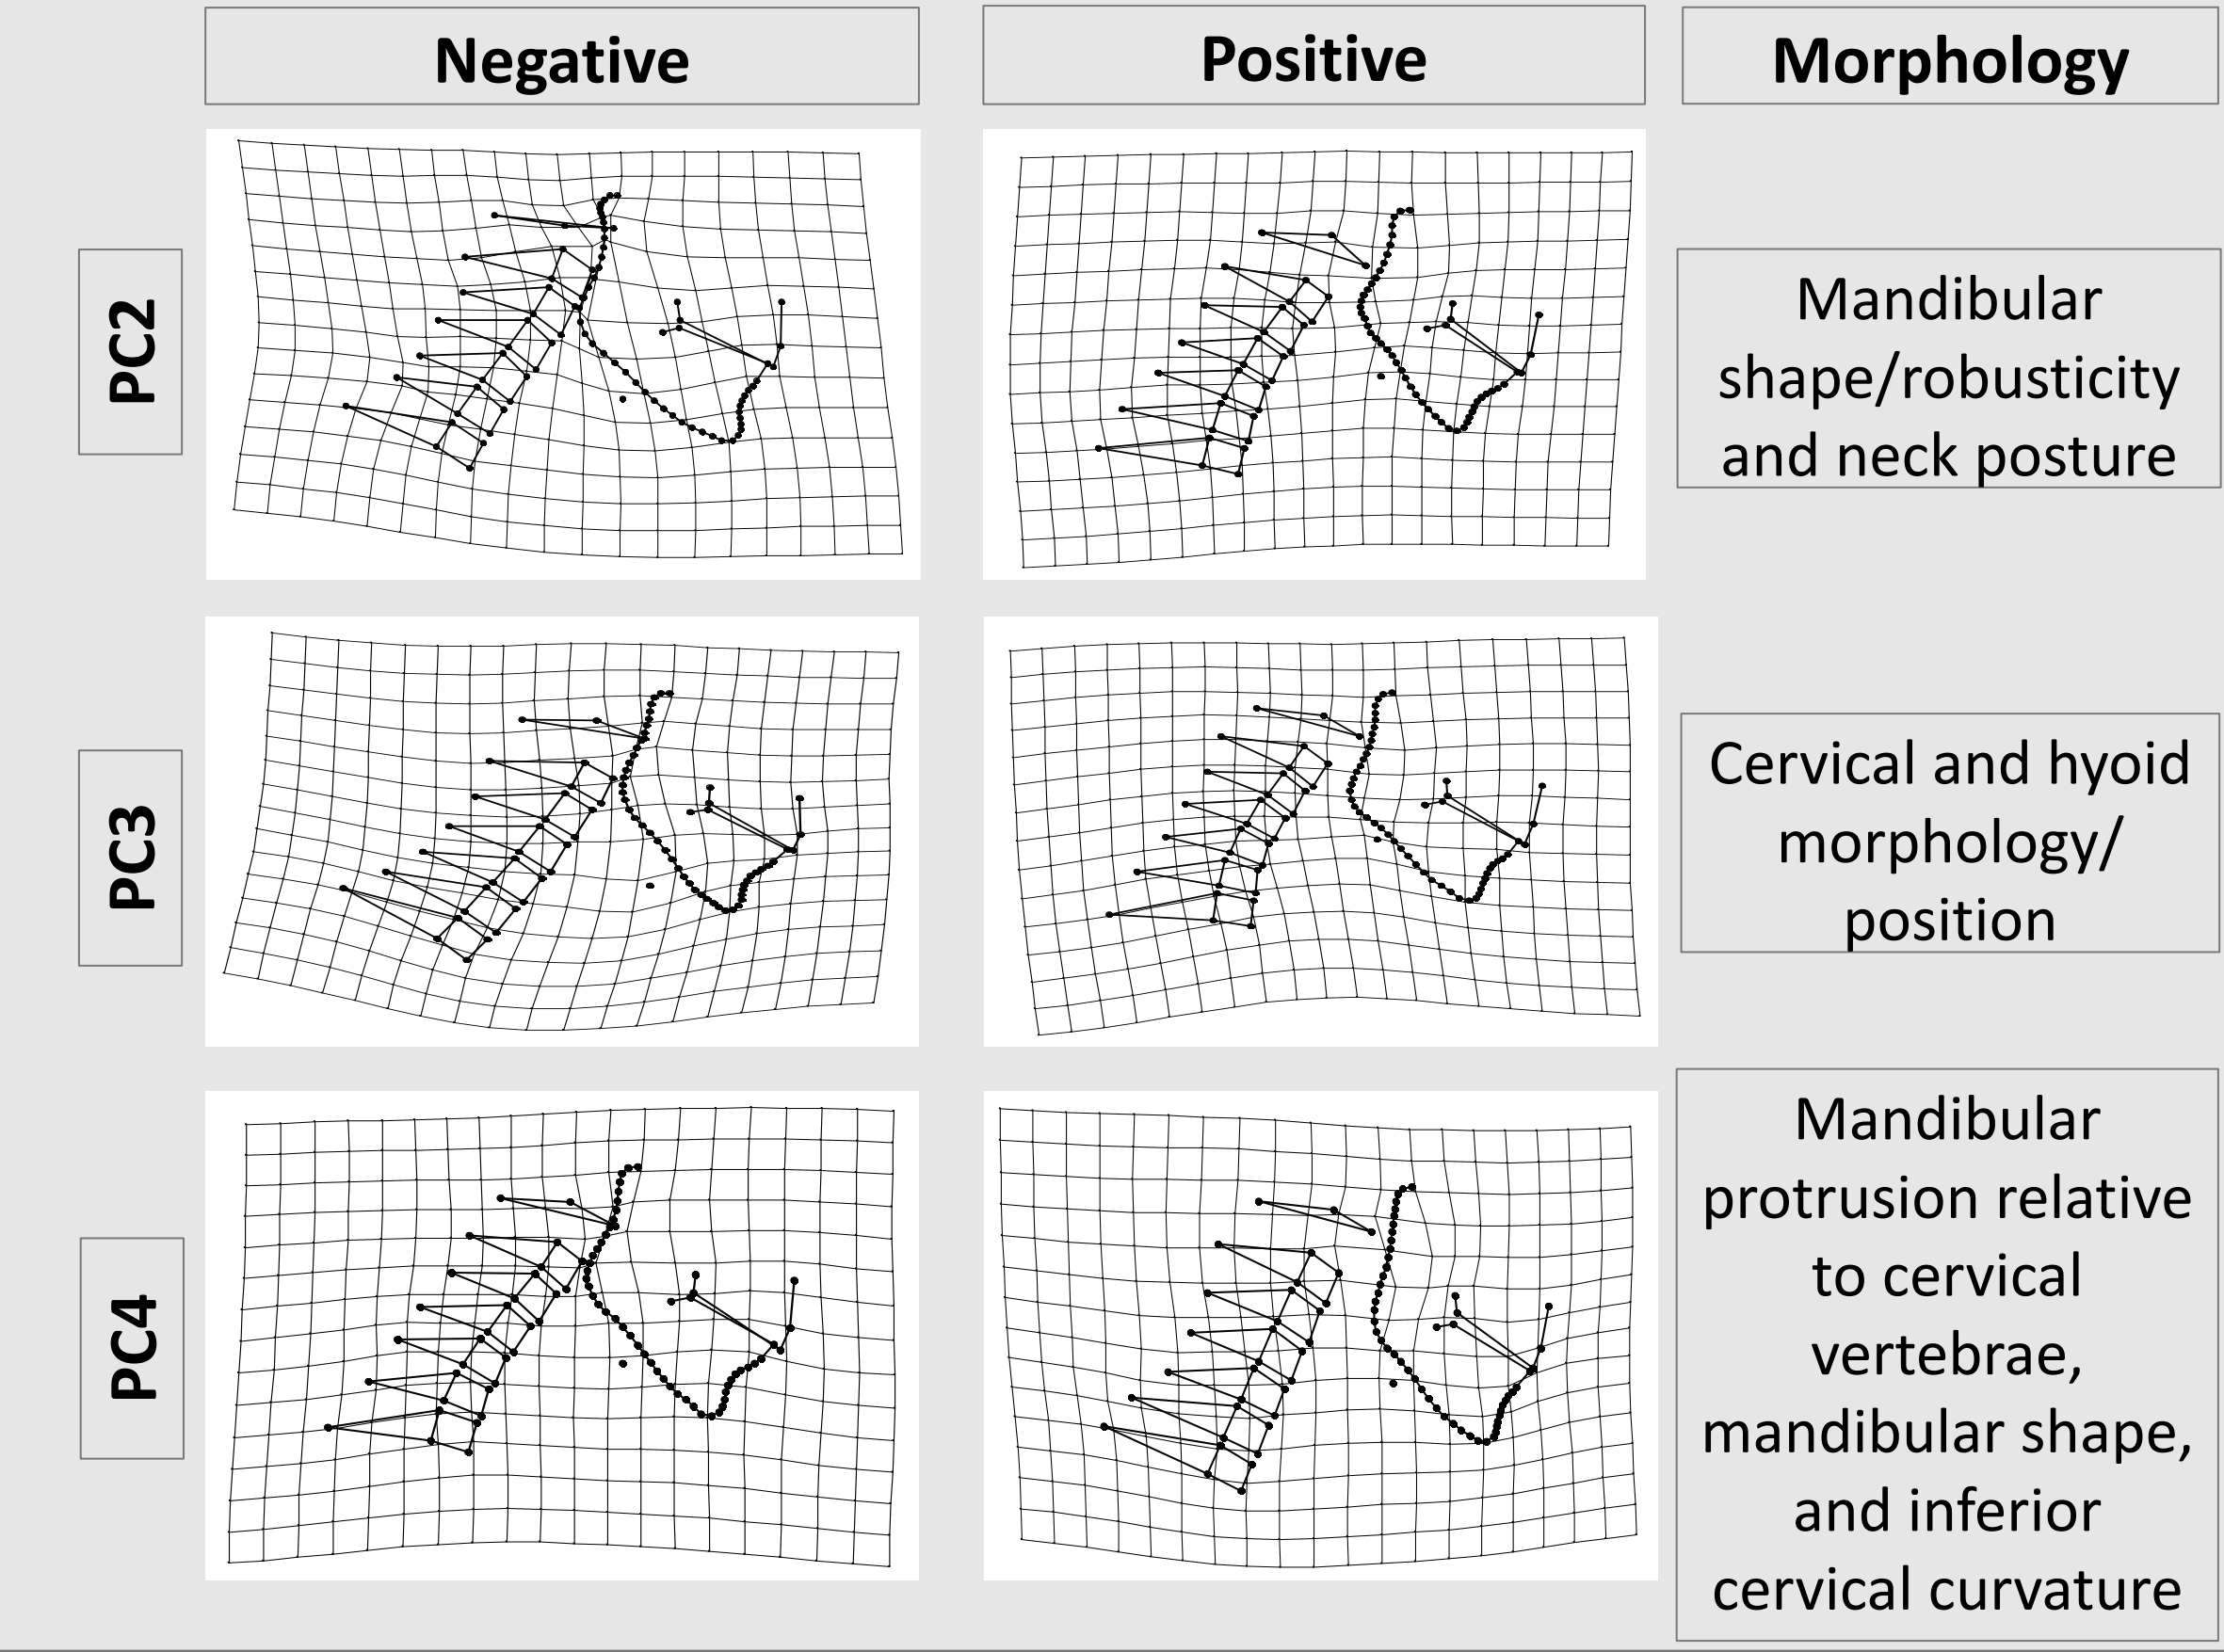 Negative
Positive
Morphology
PC2
Mandibular
shape/robusticity
and neck posture
PC3
Cervical and hyoid
morphology/
position
PC4
Mandibular
protrusion relative
to cervical
vertebrae,
mandibular shape,
and inferior
cervical curvature